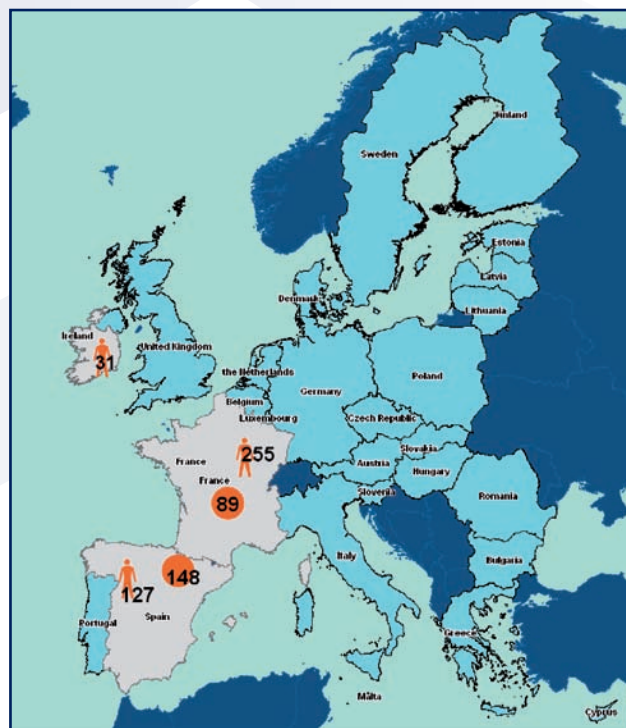 Finland
Sweden
Estonia
Latvia
Lithuania
Denmark
Ireland
31
United Kingdom
the Netherlands
Poland
Germany
Belgium
Luxembourg
Czech Republic
255
Slovakia
France
Austria
Hungary
France
Slovenia
Romania
89
Italy
Bulgaria
148
127
Portugal
Spain
Greece
Malta
Cyprus